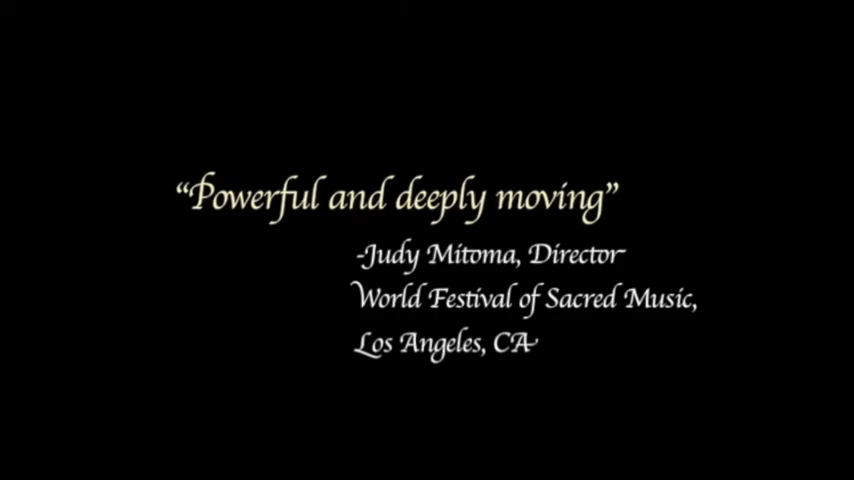 “Powerful and deeply moving”
-Judy Mitoma, Director
World Festival of Sacred Music,
Los Angeles, CA